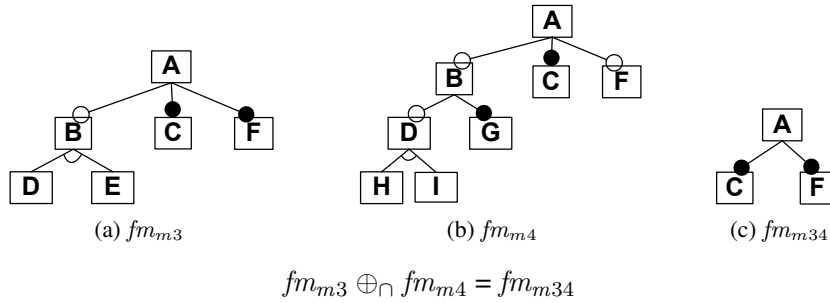 A
B C F
D E
(a) fm_m3
A
B C F
D G
H I
(b) fm_m4
A
C F
(c) fm_m34
fm_m3 ⊕_∩ fm_m4 = fm_m34